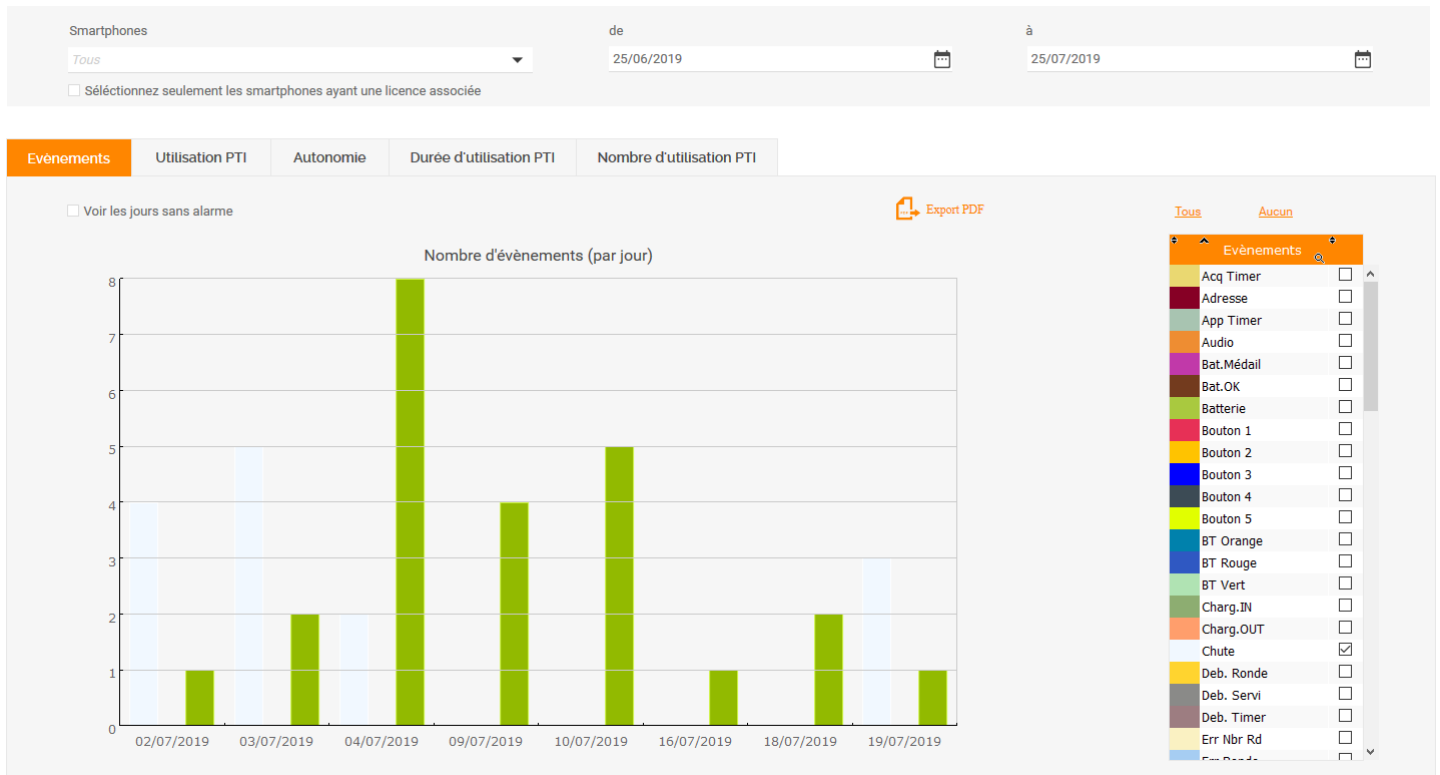 Smartphones de à
Tous 25/06/2019 25/07/2019
Séléctionnez seulement les smartphones ayant une licence associée
Evènements Utilisation PTI Autonomie Durée d'utilisation PTI Nombre d'utilisation PTI
Voir les jours sans alarme Export PDF Tous Aucun
Nombre d'évènements (par jour)
8
7
6
5
4
3
2
1
0
02/07/2019 03/07/2019 04/07/2019 09/07/2019 10/07/2019 16/07/2019 18/07/2019 19/07/2019
Evènements
Acq Timer
Adresse
App Timer
Audio
Bat.Médail
Bat.OK
Batterie
Bouton 1
Bouton 2
Bouton 3
Bouton 4
Bouton 5
BT Orange
BT Rouge
BT Vert
Charg.IN
Charg.OUT
Chute
Deb. Ronde
Deb. Servi
Deb. Timer
Err Nbr Rd